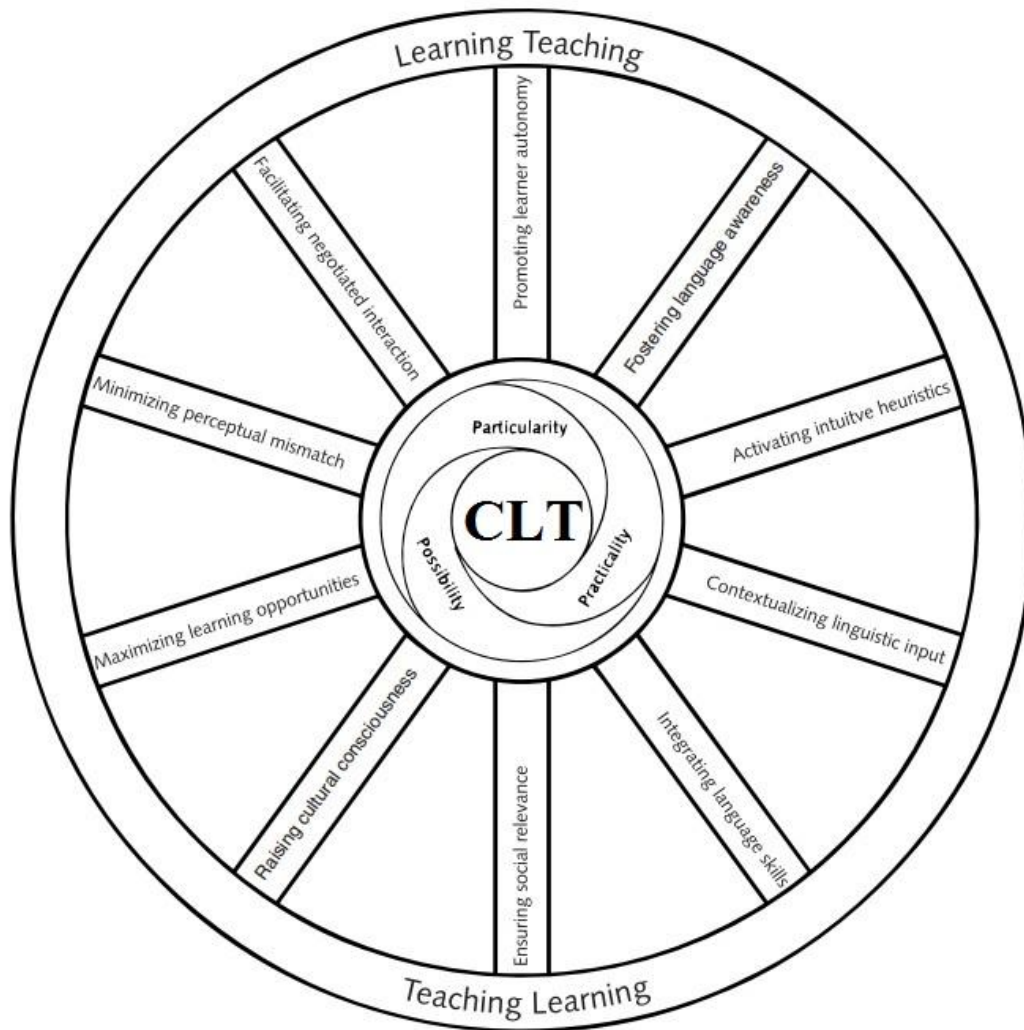 Learning Teaching
Promoting learner autonomy
Fostering language awareness
Activating intuitve heuristics
Contextualizing linguistic input
Integrating language skills
Ensuring social relevance
Raising cultural consciousness
Maximizing learning opportunities
Minimizing perceptual mismatch
Facilitating negotiated interaction
Particularity
Practicality
Possibility
CLT
Teaching Learning